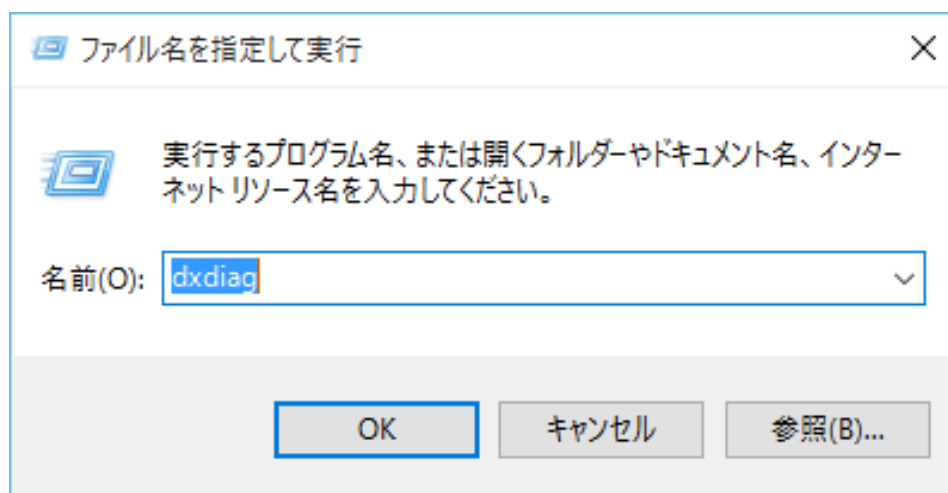 ファイル名を指定して実行
実行するプログラム名、または開くフォルダーやドキュメント名、インター
ネット リソース名を入力してください。
名前(O): dxdiag
OK キャンセル 参照(B)...